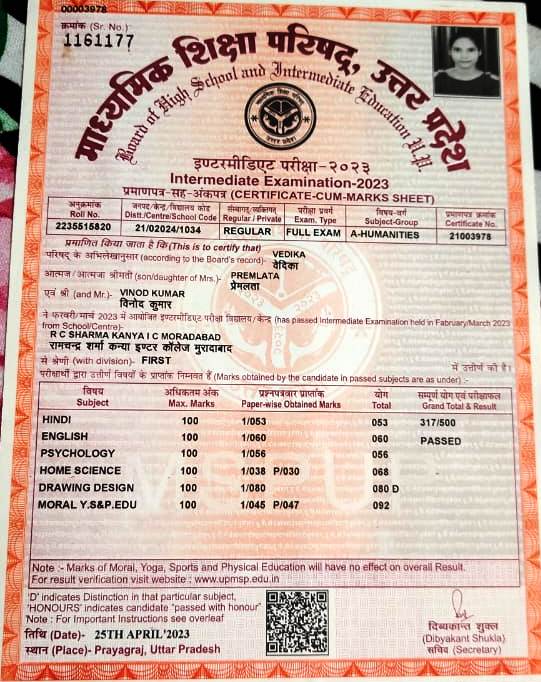 00003978
क्रमांक (Sr. No.)
1161177
माध्यमिक शिक्षा परिषद्, उत्तर प्रदेश
Board of High School and Intermediate Education U.P.
इण्टरमीडिएट परीक्षा-२०२३
Intermediate Examination-2023
प्रमाणपत्र-सह-अंकपत्र (CERTIFICATE-CUM-MARKS SHEET)
अनुक्रमांक जनपद/केन्द्र/विद्यालय कोड संस्थागत/व्यक्तिगत परीक्षा प्रवर्ग विषय-वर्ग प्रमाणपत्र क्रमांक
Roll No. Distt./Centre/School Code Regular / Private Exam. Type Subject-Group Certificate No.
2235515820 21/02024/1034 REGULAR FULL EXAM A-HUMANITIES 21003978
प्रमाणित किया जाता है कि (This is to certify that)
परिषद् के अभिलेखानुसार (according to the Board's record)- VEDIKA
वेदिका
आत्मज/आत्मजा श्रीमती (son/daughter of Mrs.)- PREMLATA
प्रेमलता
एवं श्री (and Mr.)- VINOD KUMAR
विनोद कुमार
ने फरवरी/मार्च 2023 में आयोजित इण्टरमीडिएट परीक्षा विद्यालय/केन्द्र (has passed Intermediate Examination held in Fabruary/March 2023
from School/Centre)-
R C SHARMA KANYA I C MORADABAD
रामचन्द्र शर्मा कन्या इण्टर कॉलेज मुरादाबाद
से श्रेणी (with division)- FIRST में उत्तीर्ण की है।
परीक्षार्थी द्वारा उत्तीर्ण विषयों के प्राप्तांक निम्नवत हैं (Marks obtained by the candidate in passed subjects are as under) :-
विषय अधिकतम अंक प्रश्नपत्रवार प्राप्तांक योग सम्पूर्ण योग एवं परीक्षाफल
Subject Max. Marks Paper-wise Obtained Marks Total Grand Total & Result
HINDI 100 1/053 053 317/500
ENGLISH 100 1/060 060 PASSED
PSYCHOLOGY 100 1/056 056
HOME SCIENCE 100 1/038 P/030 068
DRAWING DESIGN 100 1/080 080 D
MORAL Y.S&P.EDU 100 1/045 P/047 092
Note :- Marks of Moral, Yoga, Sports and Physical Education will have no effect on overall Result.
For result verification visit website : www.upmsp.edu.in
'D' indicates Distinction in that particular subject,
'HONOURS' indicates candidate "passed with honour"
Note : For Important Instructions see overleaf
तिथि (Date)- 25TH APRIL'2023
स्थान (Place)- Prayagraj, Uttar Pradesh
दिब्यकान्त शुक्ल
(Dibyakant Shukla)
सचिव (Secretary)